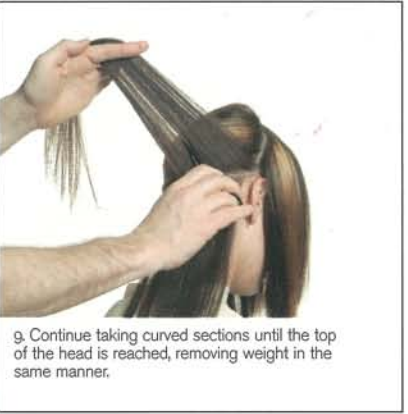 9. Continue taking curved sections until the top
of the head is reached, removing weight in the
same manner.